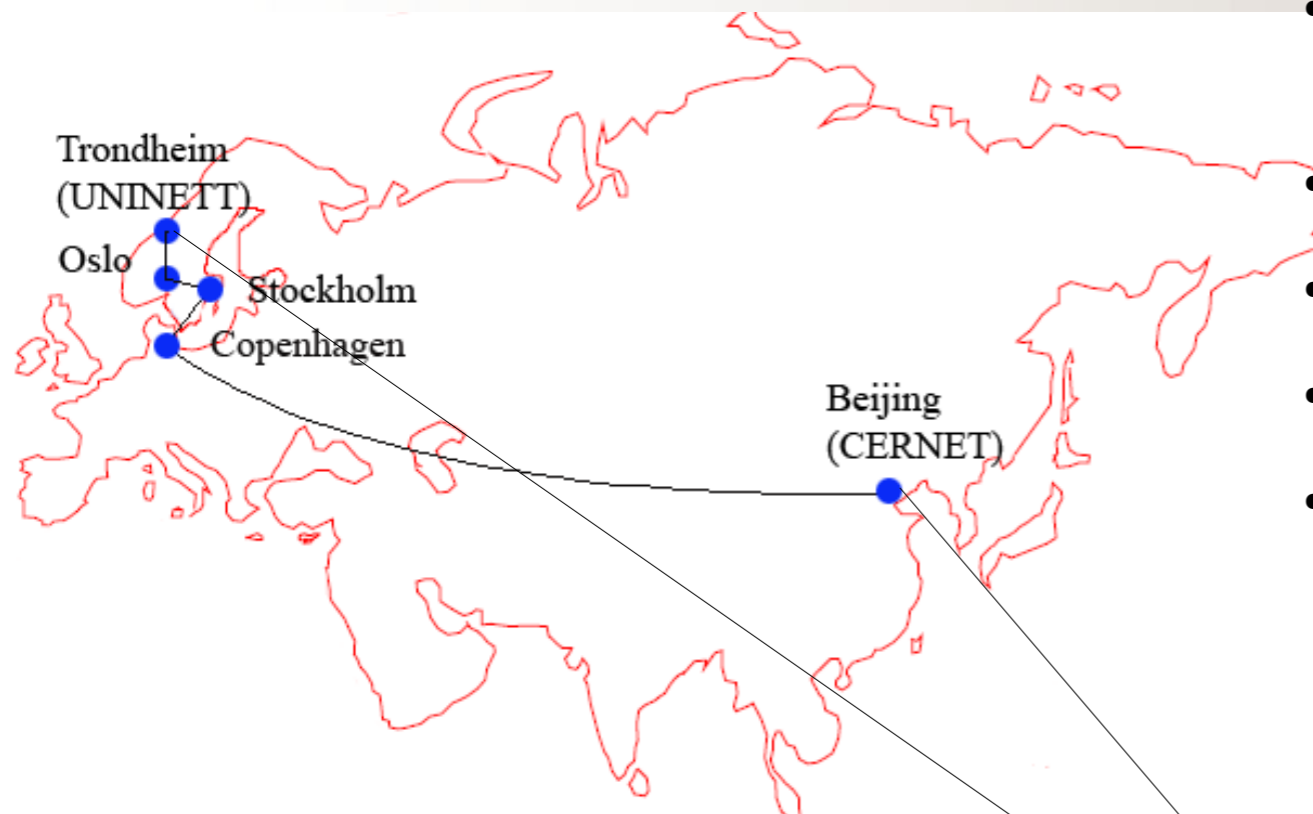 Trondheim
(UNINETT)
Oslo
Stockholm
Copenhagen
Beijing
(CERNET)